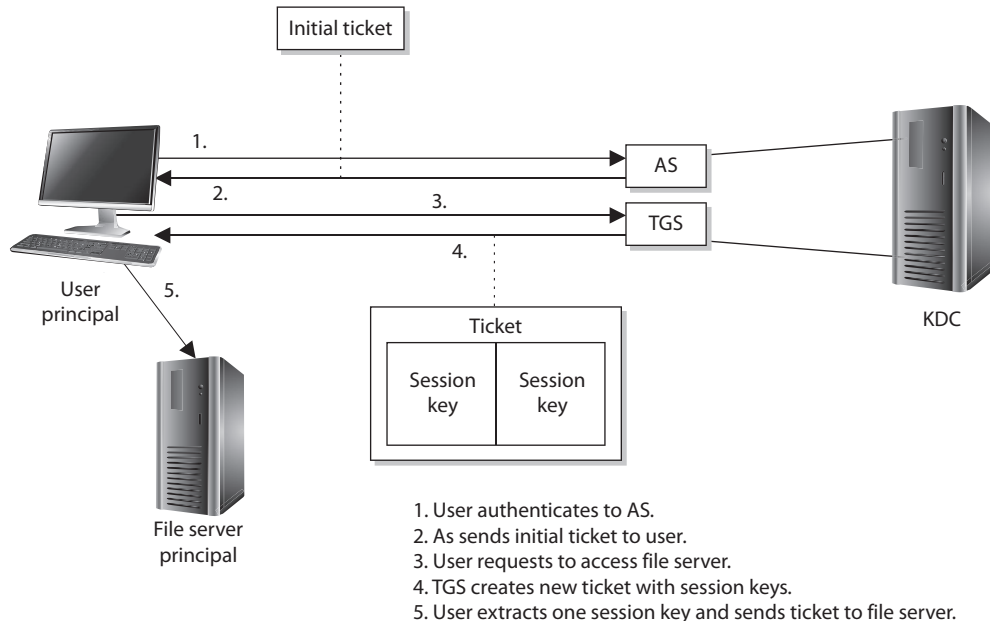 Initial ticket
1.
AS
2.
3.
TGS
4.
User
principal
5.
KDC
Ticket
Session
key
Session
key
File server
principal
1. User authenticates to AS.
2. As sends initial ticket to user.
3. User requests to access file server.
4. TGS creates new ticket with session keys.
5. User extracts one session key and sends ticket to file server.